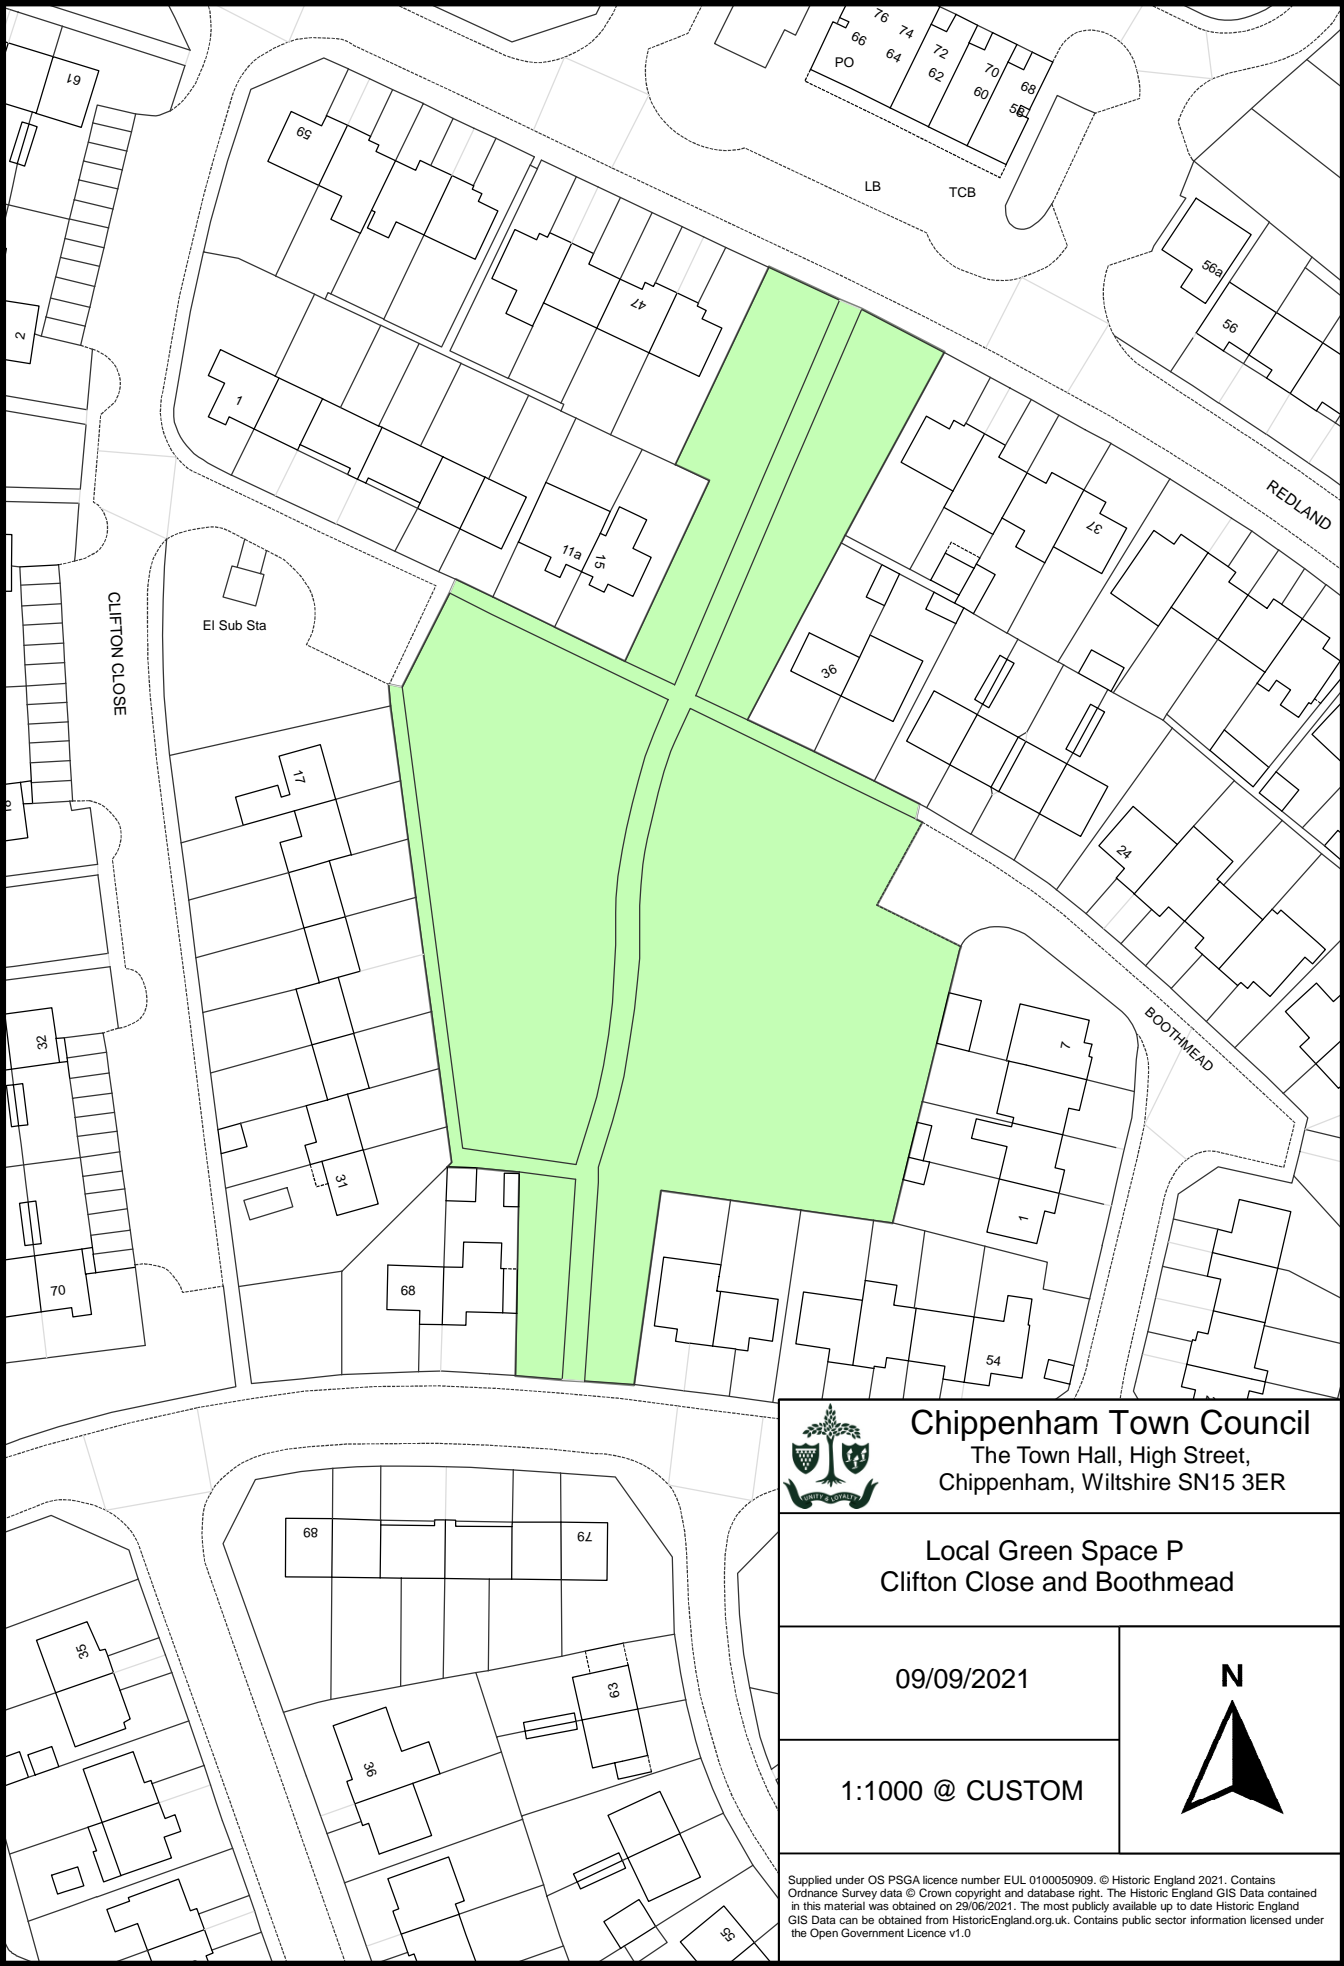 61
76
74
66
64
72
62
PO
70
60
68
58
59
LB
TCB
56a
56
47
2
1
37
REDLAND
11a
15
El Sub Sta
CLIFTON CLOSE
36
17
24
32
7
BOOTHMEAD
31
1
70
68
54
89
79
35
63
36
55
Chippenham Town Council
The Town Hall, High Street,
Chippenham, Wiltshire SN15 3ER
UNITY & LOYALTY
Local Green Space P
Clifton Close and Boothmead
09/09/2021
N
1:1000 @ CUSTOM
Supplied under OS PSGA licence number EUL 0100050909. © Historic England 2021. Contains
Ordnance Survey data © Crown copyright and database right. The Historic England GIS Data contained
in this material was obtained on 29/06/2021. The most publicly available up to date Historic England
GIS Data can be obtained from HistoricEngland.org.uk. Contains public sector information licensed under
the Open Government Licence v1.0